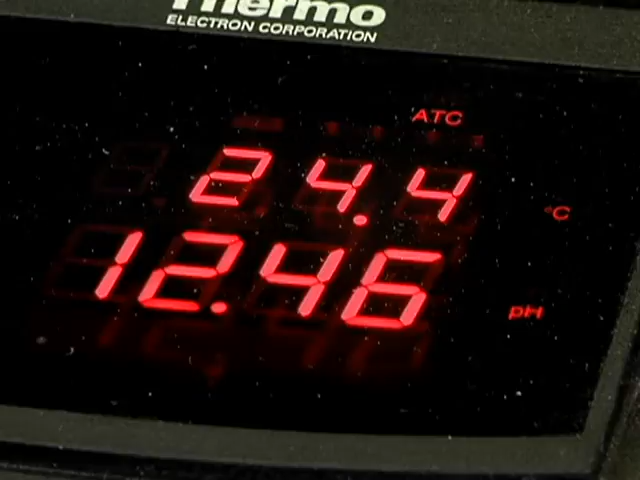 Thermo
ELECTRON CORPORATION
ATC
24.4 °C
12.46 pH